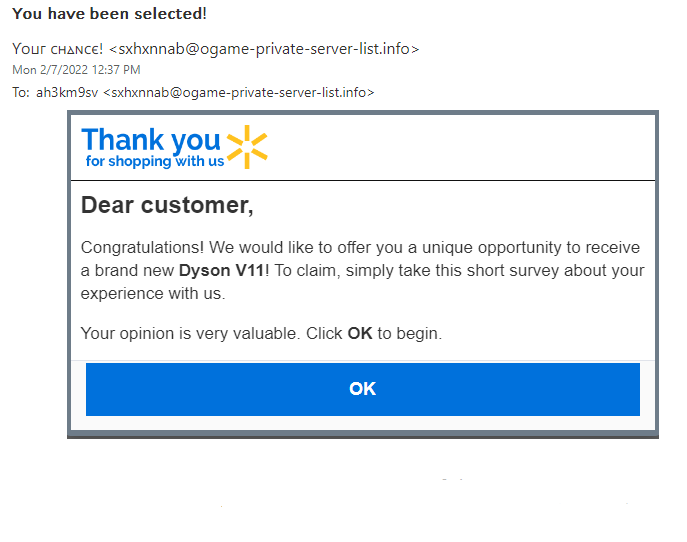 You have been selected!
Your ᴄʜᴀɴᴄᴇ! <sxhxnnab@ogame-private-server-list.info>
Mon 2/7/2022 12:37 PM
To: ah3km9sv <sxhxnnab@ogame-private-server-list.info>
Thank you
for shopping with us
Dear customer,
Congratulations! We would like to offer you a unique opportunity to receive
a brand new Dyson V11! To claim, simply take this short survey about your
experience with us.
Your opinion is very valuable. Click OK to begin.
OK